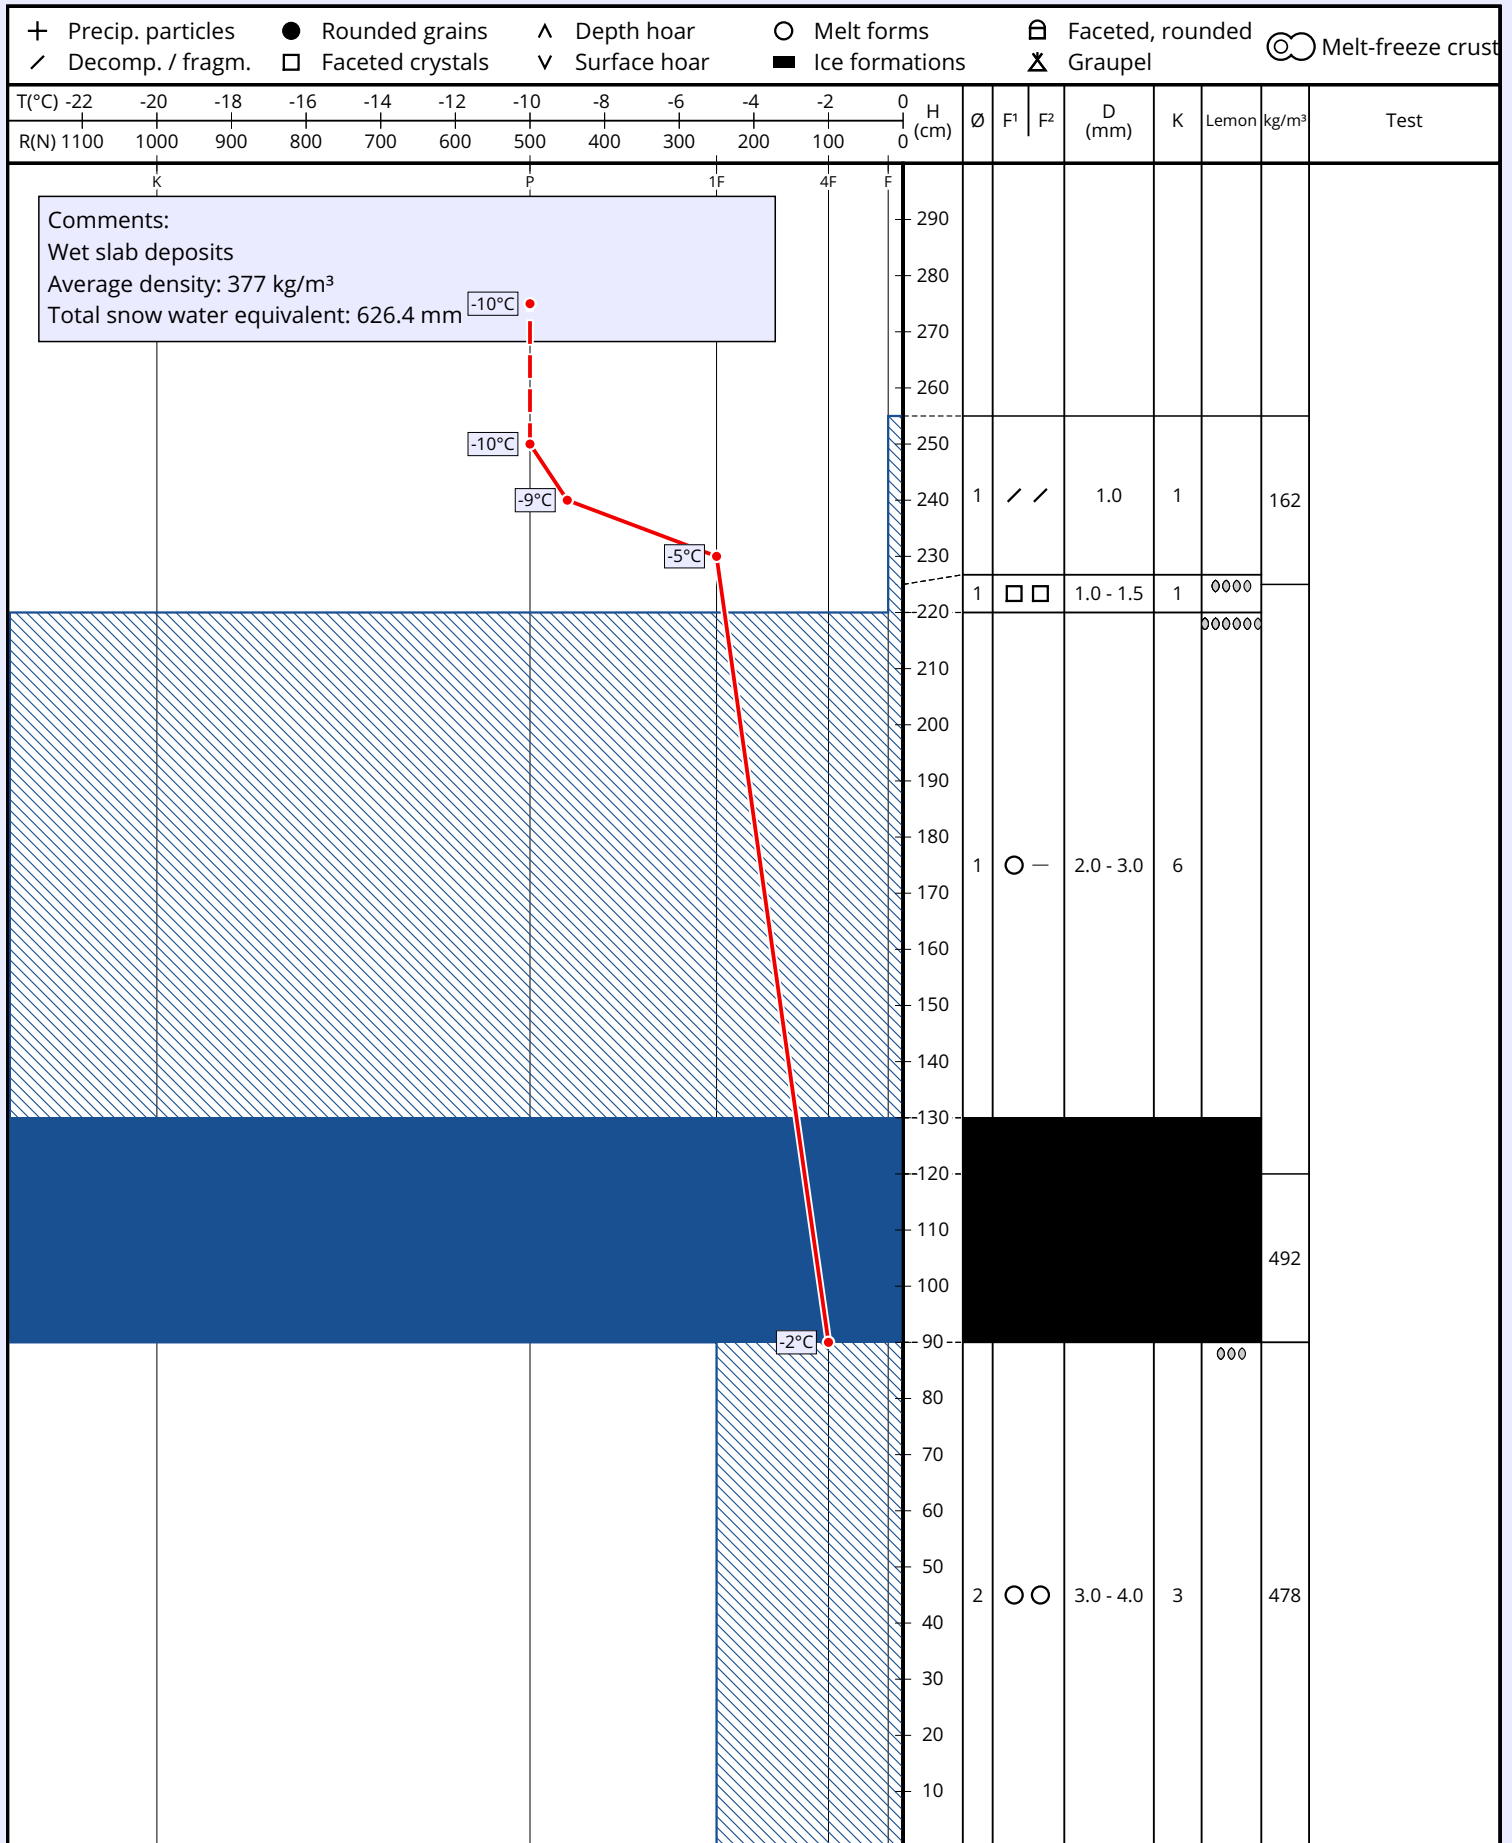 Precip. particles Rounded grains Depth hoar Melt forms Faceted, rounded Melt-freeze crust
Decomp. / fragm. Faceted crystals Surface hoar Ice formations Graupel
T(°C) -22 -20 -18 -16 -14 -12 -10 -8 -6 -4 -2 0
R(N) 1100 1000 900 800 700 600 500 400 300 200 100 0
H (cm) Ø F¹ F² D (mm) K Lemon kg/m³ Test
K P 1F 4F F
Comments:
Wet slab deposits
Average density: 377 kg/m³
Total snow water equivalent: 626.4 mm
-10°C
-10°C
-9°C
-5°C
-2°C
290
280
270
260
250
240
230
220
210
200
190
180
170
160
150
140
130
120
110
100
90
80
70
60
50
40
30
20
10
1 1.0 1 162
1 1.0 - 1.5 1
1 2.0 - 3.0 6
492
2 3.0 - 4.0 3 478